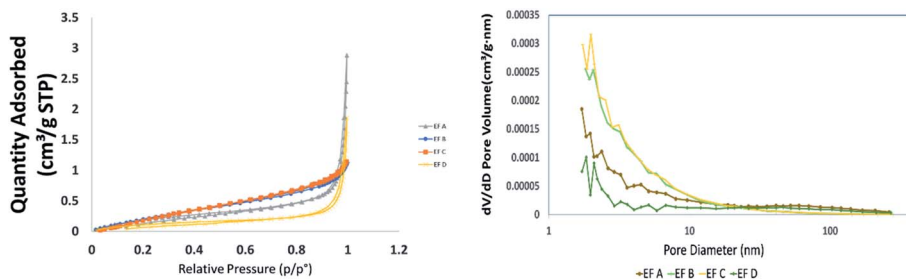 Quantity Adsorbed
(cm³/g STP)
3.5
3
2.5
2
1.5
1
0.5
0
0
0.2
0.4
0.6
0.8
1
1.2
Relative Pressure (p/p°)
EF A
EF B
EF C
EF D
dV/dD Pore Volume(cm³/g·nm)
0.00035
0.0003
0.00025
0.0002
0.00015
0.0001
0.00005
0
1
10
100
Pore Diameter (nm)
EF A EF B EF C EF D